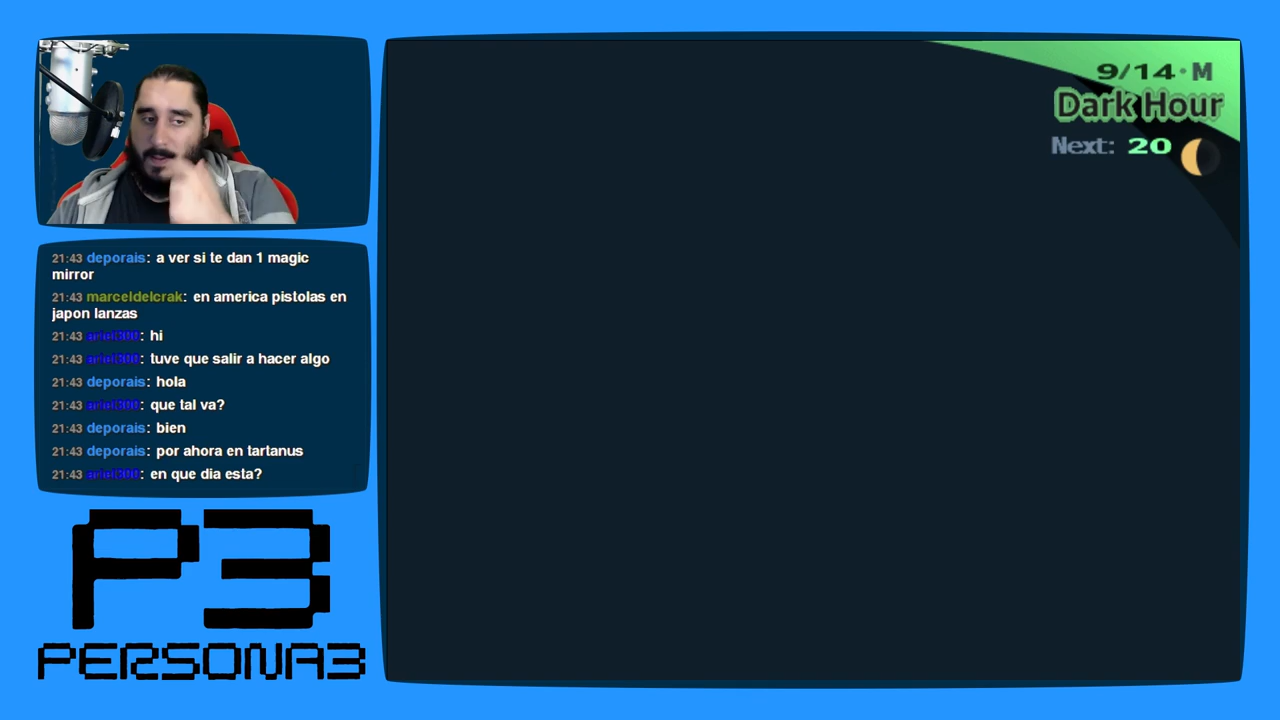 9/14·M
Dark Hour
Next: 20
21:43 deporais: a ver si te dan 1 magic
mirror
21:43 marceldelcrak: en america pistolas en
japon lanzas
21:43 : hi
21:43 : tuve que salir a hacer algo
21:43 deporais: hola
21:43 : que tal va?
21:43 deporais: bien
21:43 deporais: por ahora en tartanus
21:43 : en que dia esta?
P3
PERSONA3